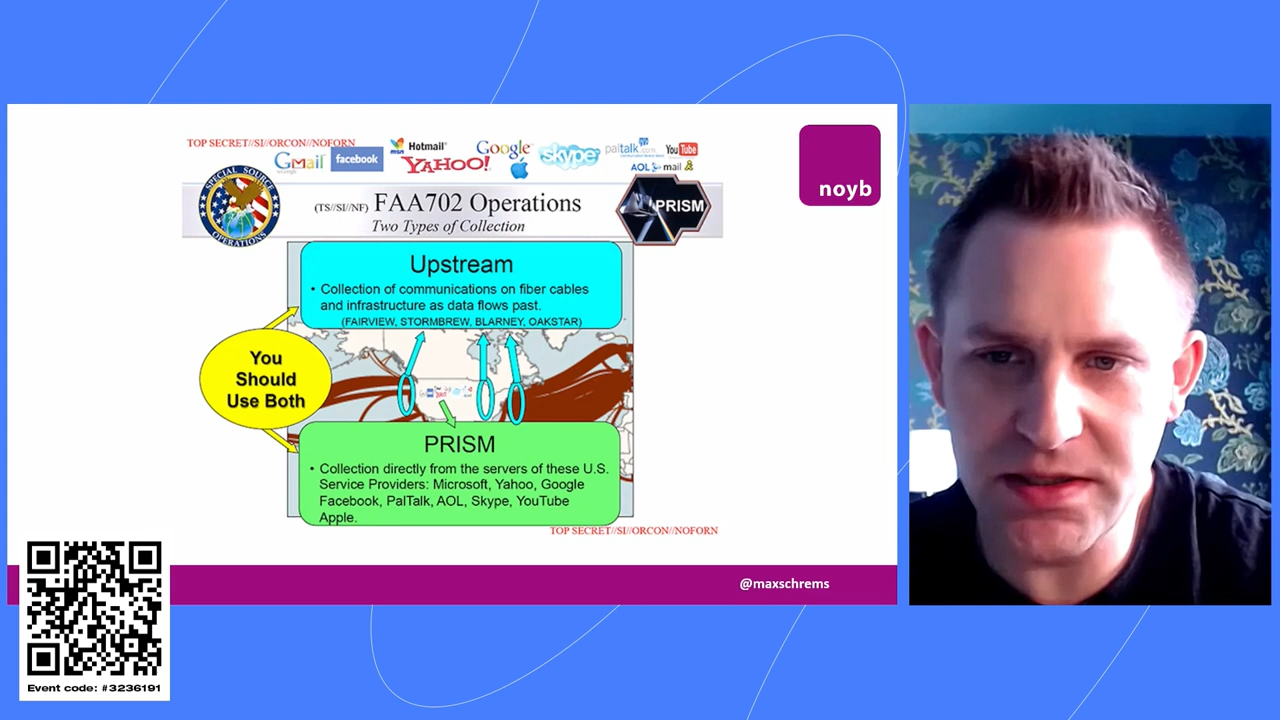 TOP SECRET//SI//ORCON//NOFORN
Gmail
facebook
msn Hotmail
YAHOO!
Google
skype
paltalk.com
YouTube
AOL mail
noyb
SPECIAL SOURCE
OPERATIONS
(TS//SI//NF) FAA702 Operations
Two Types of Collection
PRISM
Upstream
• Collection of communications on fiber cables
and infrastructure as data flows past.
(FAIRVIEW, STORMBREW, BLARNEY, OAKSTAR)
You
Should
Use Both
PRISM
• Collection directly from the servers of these U.S.
Service Providers: Microsoft, Yahoo, Google
Facebook, PalTalk, AOL, Skype, YouTube
Apple.
TOP SECRET//SI//ORCON//NOFORN
@maxschrems
Event code: #3236191